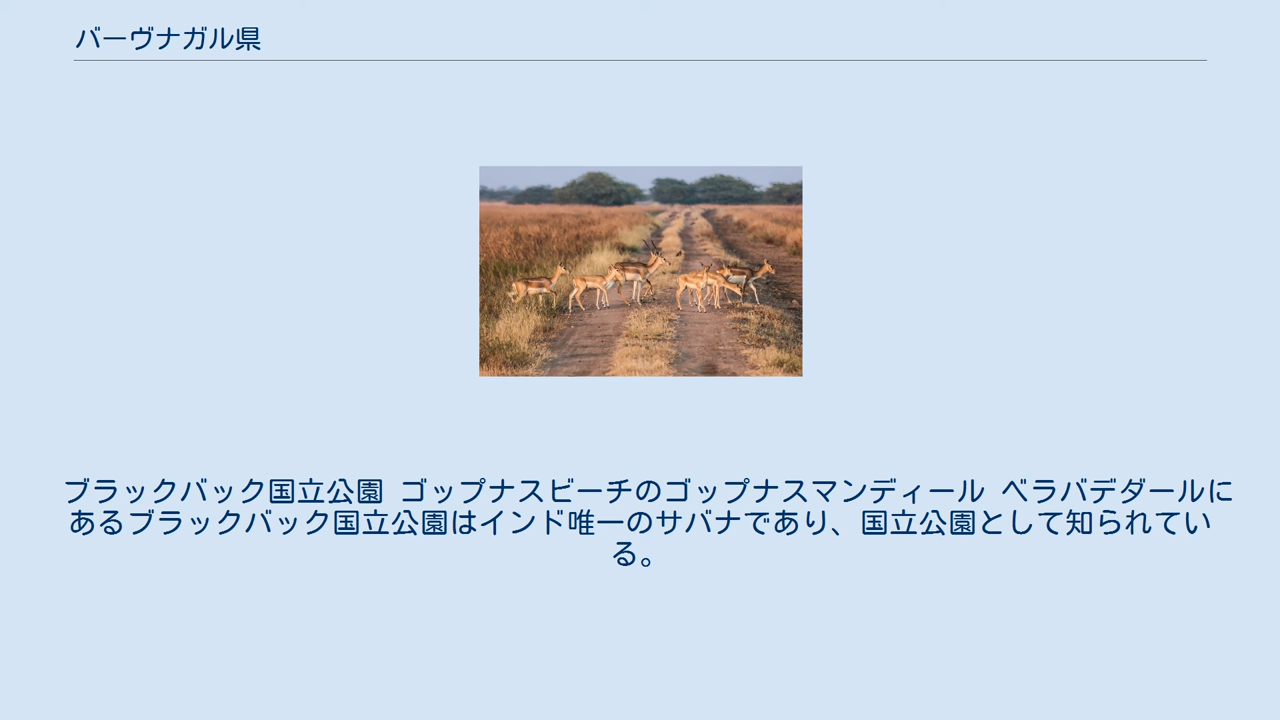 バーヴナガル県
ブラックバック国立公園 ゴップナスビーチのゴップナスマンディール ベラバデダールに
あるブラックバック国立公園はインド唯一のサバナであり、国立公園として知られてい
る。